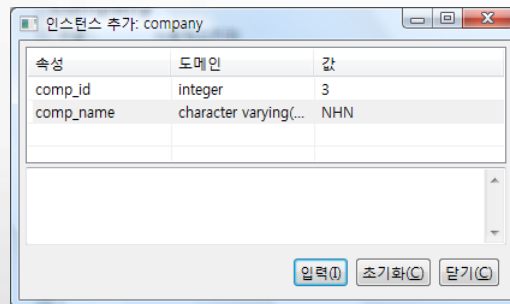 인스턴스 추가: company
속성 도메인 값
comp_id integer 3
comp_name character varying(... NHN
입력(I) 초기화(C) 닫기(C)